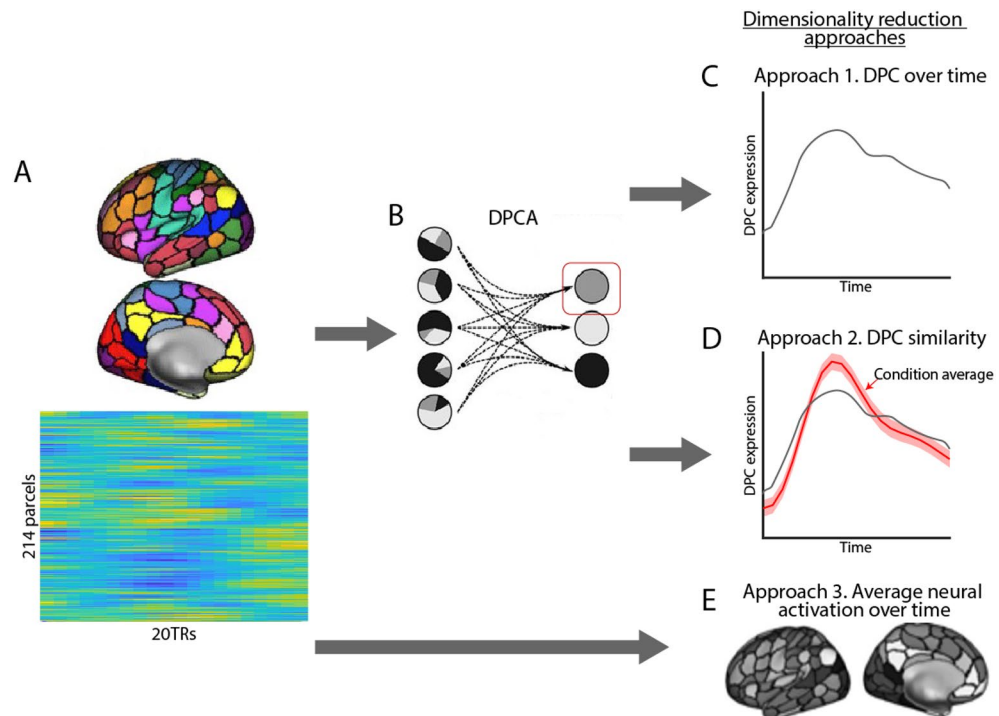 Dimensionality reduction
approaches
A
B
DPCA
C
Approach 1. DPC over time
DPC expression
Time
D
Approach 2. DPC similarity
Condition average
DPC expression
Time
214 parcels
20TRs
E
Approach 3. Average neural
activation over time